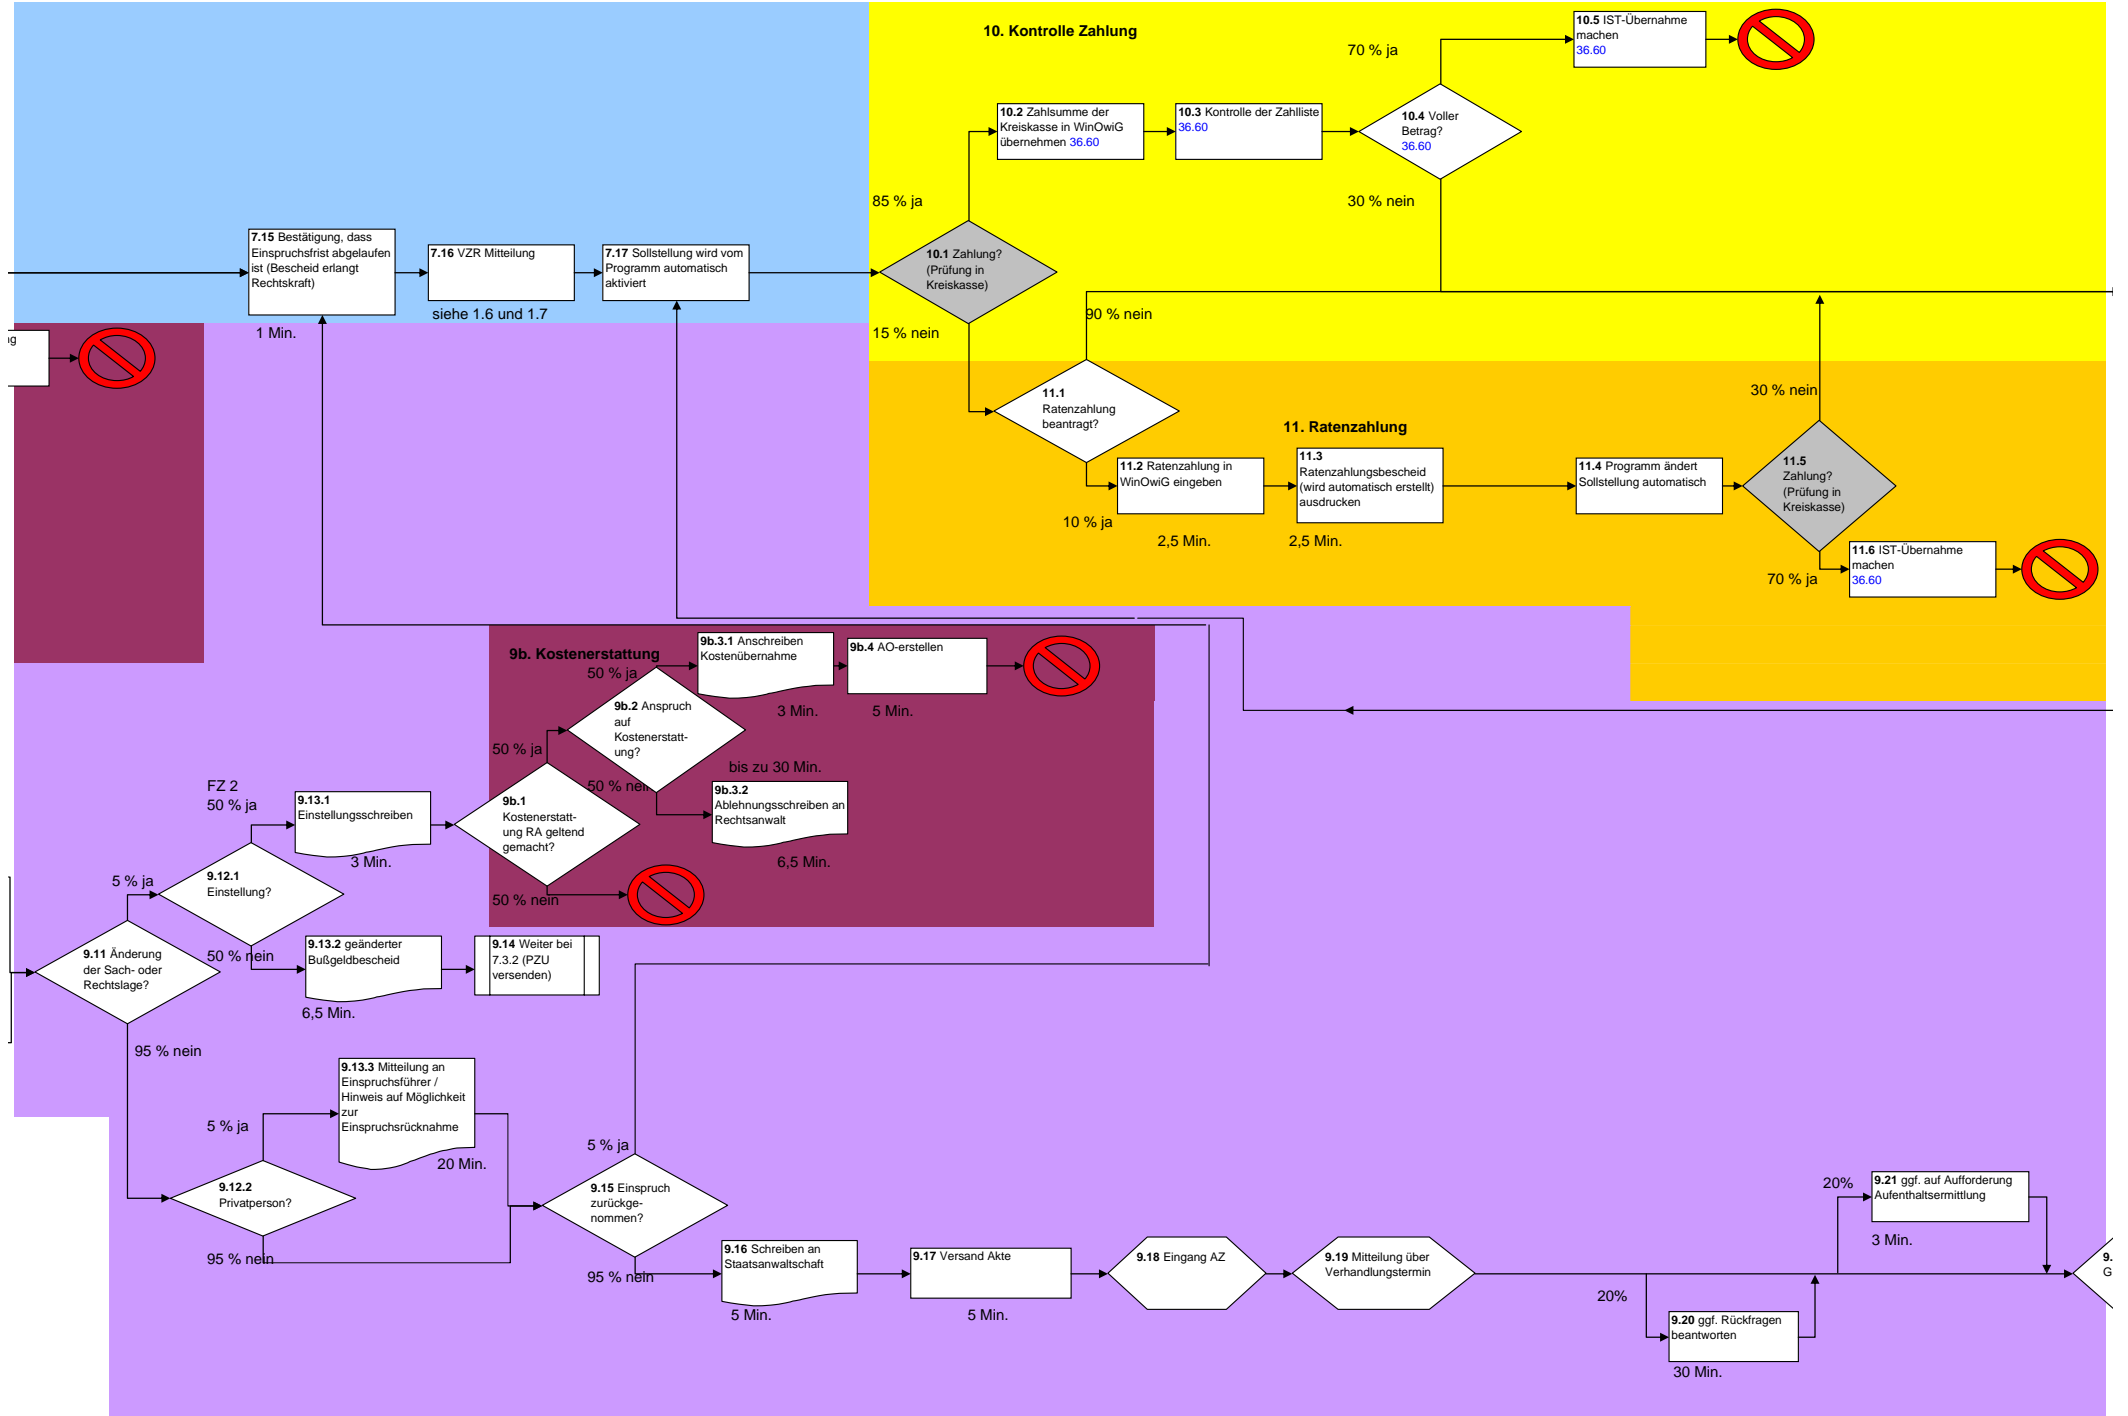 10. Kontrolle Zahlung
10.5 IST-Übernahme
machen
36.60
70 % ja
10.2 Zahlsumme der
Kreiskasse in WinOwiG
übernehmen 36.60
10.3 Kontrolle der Zahlliste
36.60
10.4 Voller
Betrag?
36.60
85 % ja
30 % nein
7.15 Bestätigung, dass
Einspruchsfrist abgelaufen
ist (Bescheid erlangt
Rechtskraft)
1 Min.
7.16 VZR Mitteilung
siehe 1.6 und 1.7
7.17 Sollstellung wird vom
Programm automatisch
aktiviert
10.1 Zahlung?
(Prüfung in
Kreiskasse)
15 % nein
90 % nein
11.1
Ratenzahlung
beantragt?
11. Ratenzahlung
30 % nein
10 % ja
11.2 Ratenzahlung in
WinOwiG eingeben
2,5 Min.
11.3
Ratenzahlungsbescheid
(wird automatisch erstellt)
ausdrucken
2,5 Min.
11.4 Programm ändert
Sollstellung automatisch
11.5
Zahlung?
(Prüfung in
Kreiskasse)
70 % ja
11.6 IST-Übernahme
machen
36.60
9b. Kostenerstattung
50 % ja
9b.3.1 Anschreiben
Kostenübernahme
3 Min.
9b.4 AO-erstellen
5 Min.
9b.2 Anspruch
auf
Kostenerstatt-
ung?
50 % ja
50 % nein
bis zu 30 Min.
9b.3.2
Ablehnungsschreiben an
Rechtsanwalt
6,5 Min.
FZ 2
50 % ja
9.13.1
Einstellungsschreiben
3 Min.
9b.1
Kostenerstatt-
ung RA geltend
gemacht?
50 % nein
5 % ja
9.12.1
Einstellung?
50 % nein
9.11 Änderung
der Sach- oder
Rechtslage?
9.13.2 geänderter
Bußgeldbescheid
6,5 Min.
9.14 Weiter bei
7.3.2 (PZU
versenden)
95 % nein
9.13.3 Mitteilung an
Einspruchsführer /
Hinweis auf Möglichkeit
zur
Einspruchsrücknahme
20 Min.
5 % ja
9.12.2
Privatperson?
95 % nein
5 % ja
9.15 Einspruch
zurückge-
nommen?
95 % nein
9.16 Schreiben an
Staatsanwaltschaft
5 Min.
9.17 Versand Akte
5 Min.
9.18 Eingang AZ
9.19 Mitteilung über
Verhandlungstermin
20%
9.20 ggf. Rückfragen
beantworten
30 Min.
20%
9.21 ggf. auf Aufforderung
Aufenthaltsermittlung
3 Min.